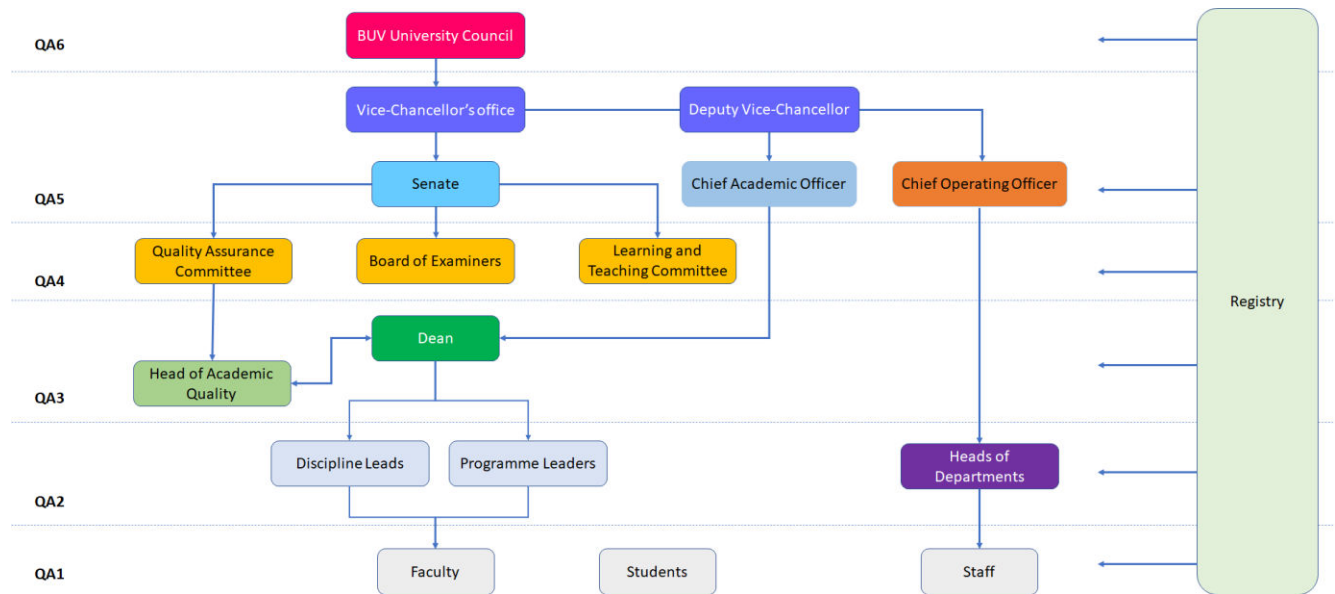 QA6
BUV University Council
Vice-Chancellor's office
Deputy Vice-Chancellor
QA5
Senate
Chief Academic Officer
Chief Operating Officer
QA4
Quality Assurance
Committee
Board of Examiners
Learning and
Teaching Committee
Registry
QA3
Dean
Head of Academic
Quality
QA2
Discipline Leads
Programme Leaders
Heads of
Departments
QA1
Faculty
Students
Staff